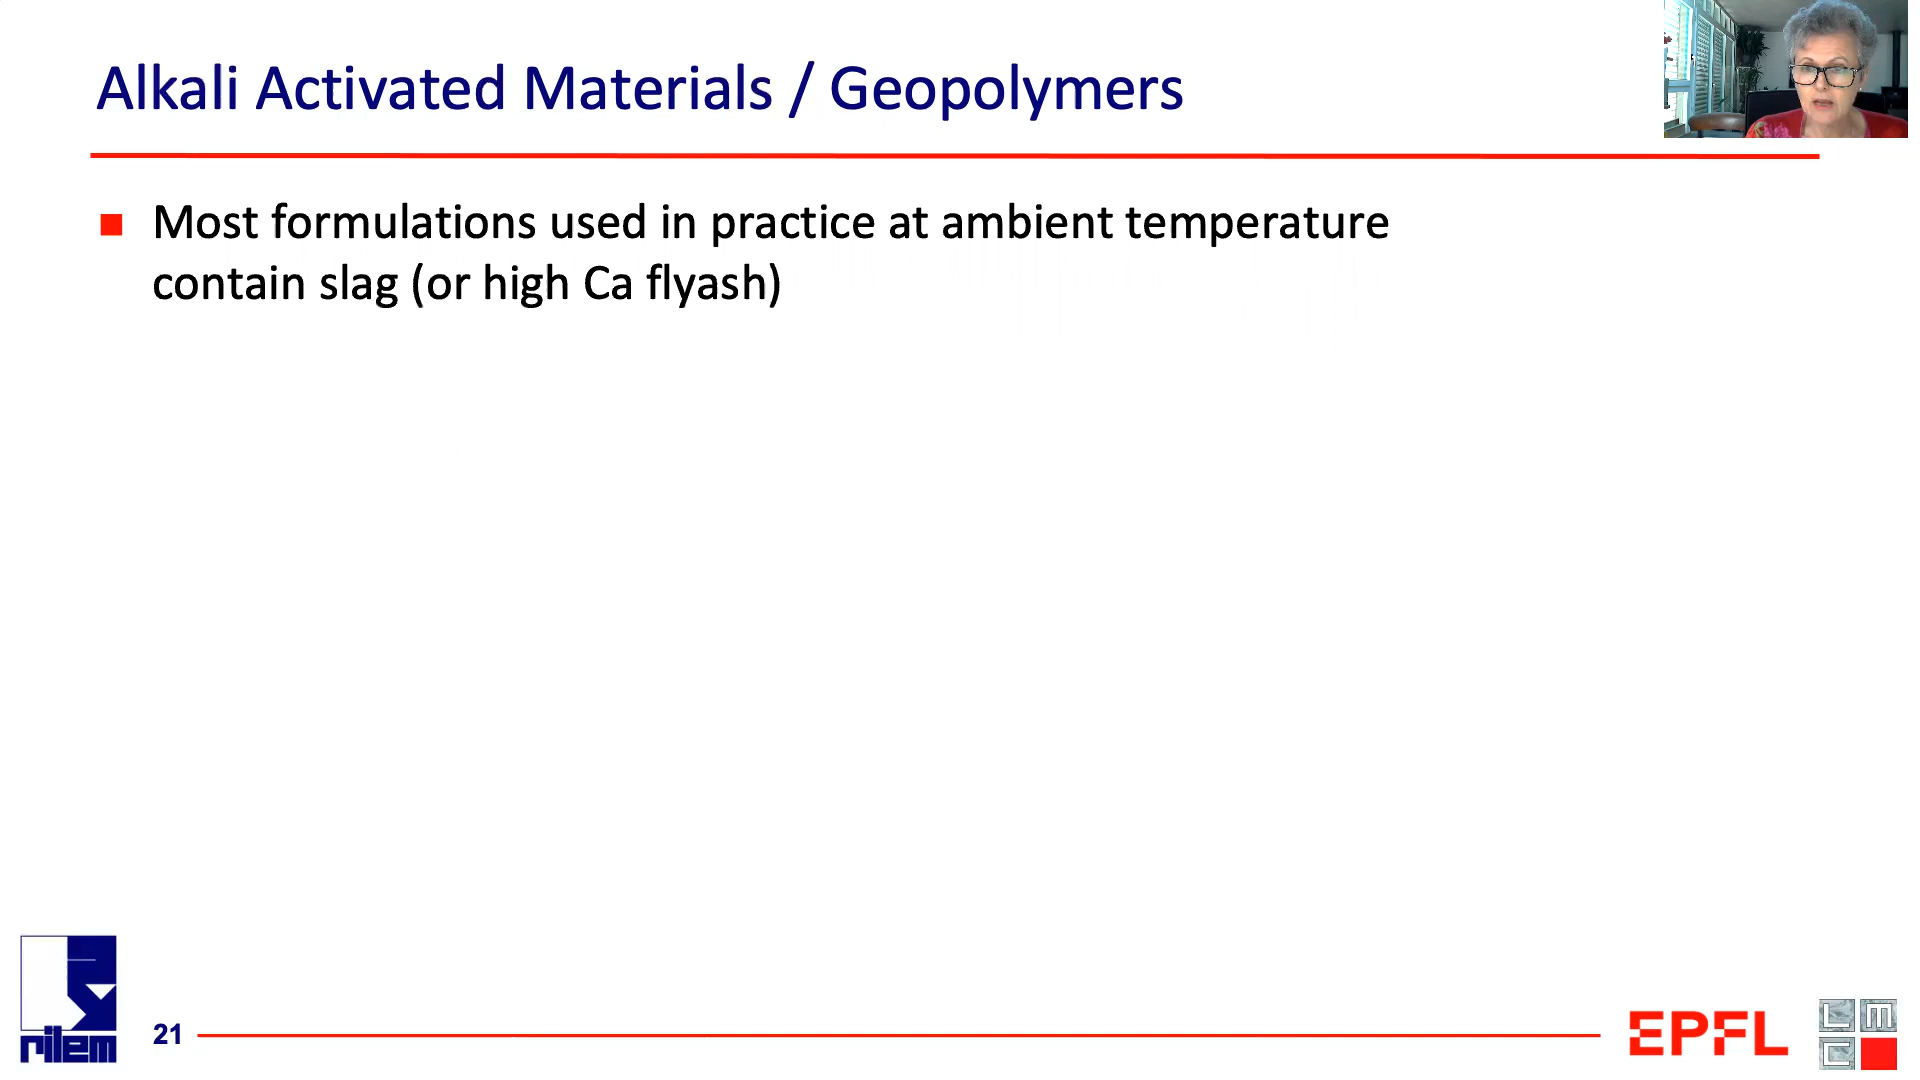 Alkali Activated Materials / Geopolymers
Most formulations used in practice at ambient temperature
contain slag (or high Ca flyash)
rilem
21
EPFL
L M
C